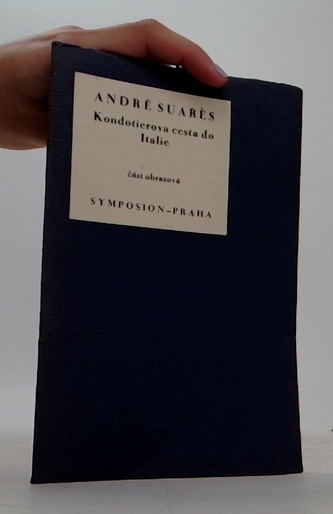 ANDRÉ SUARÈS
Kondotierova cesta do
Italie
část obrazová
SYMPOSION-PRAHA